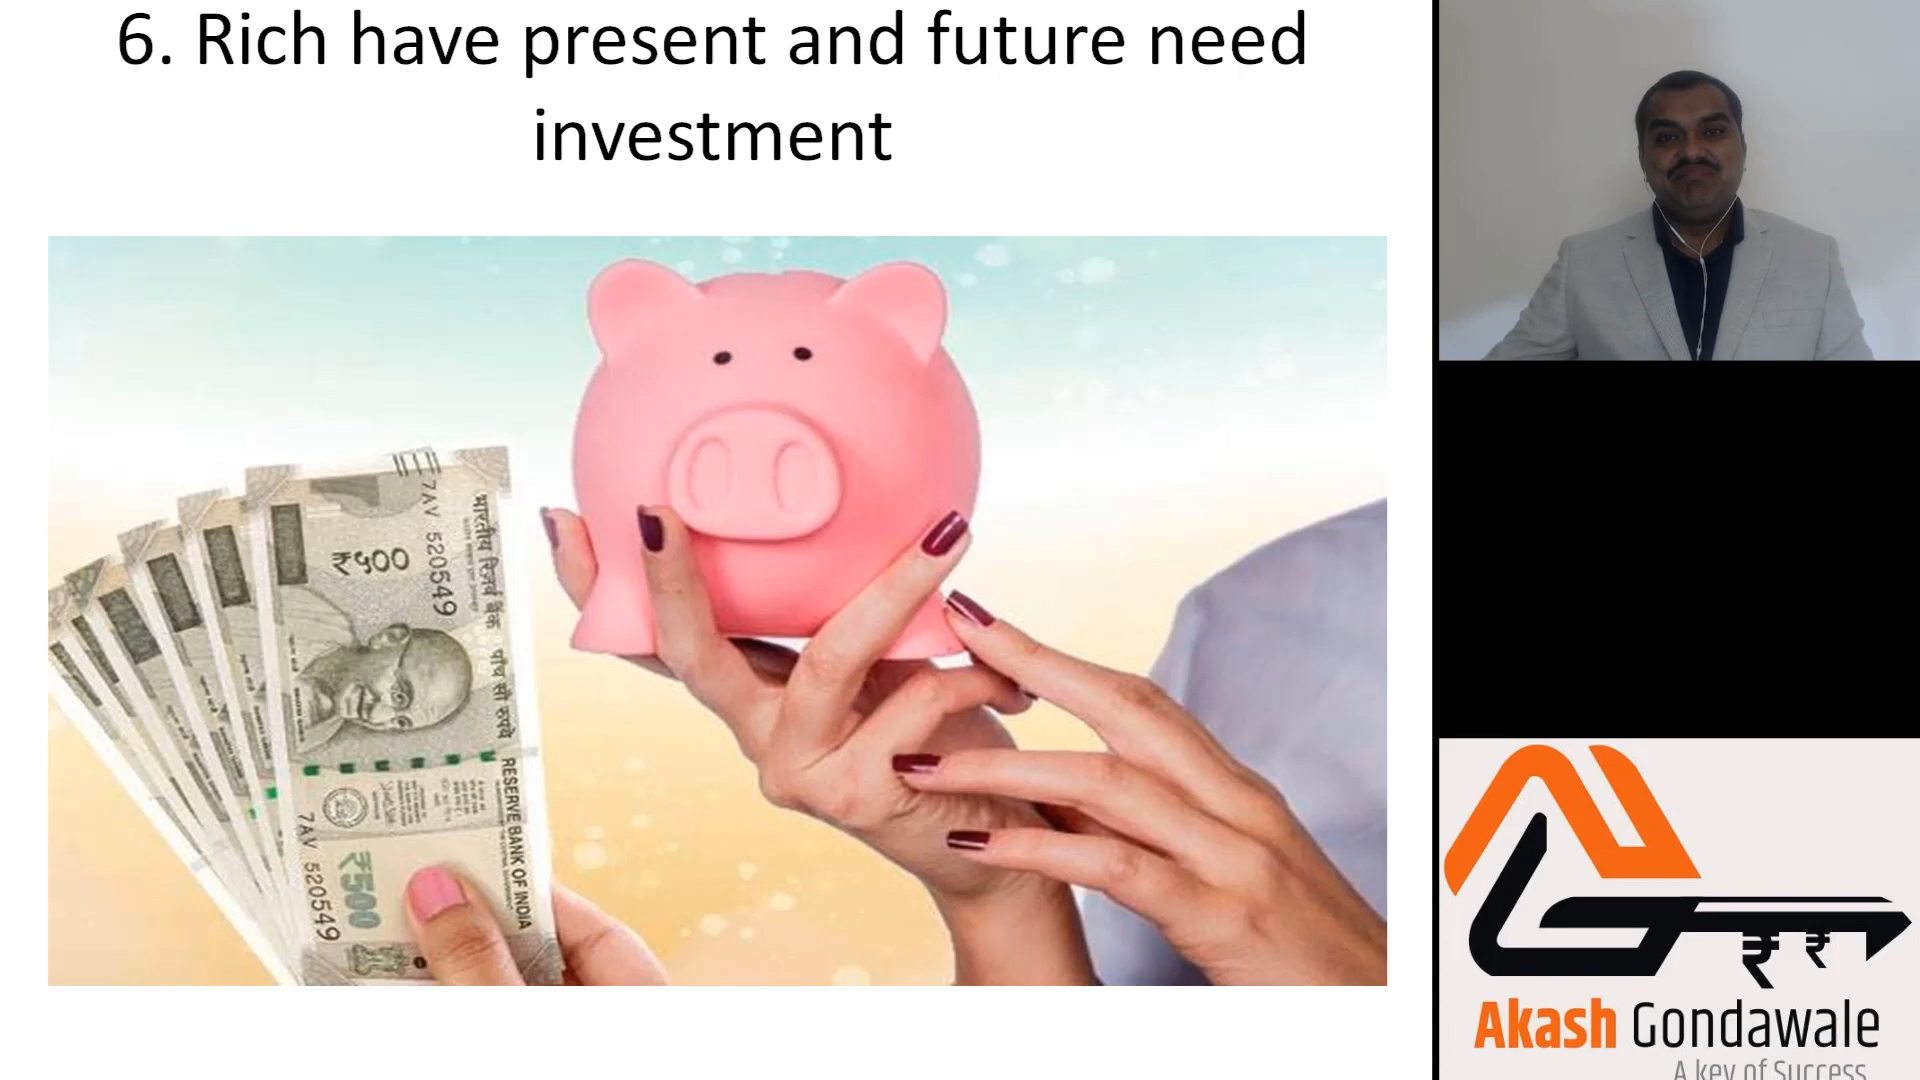 6. Rich have present and future need
investment
7AV 520549
₹५००
भारतीय रिज़र्व बैंक पाँच सौ रुपये
RESERVE BANK OF INDIA
7AV 520549
₹500
₹ ₹
Akash Gondawale
A key of Success